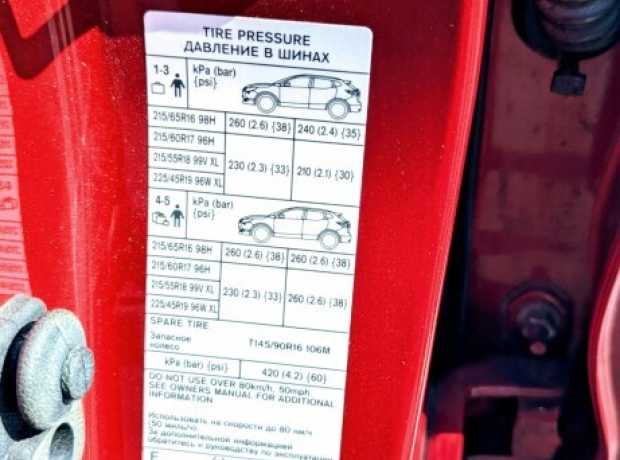 TIRE PRESSURE
ДАВЛЕНИЕ В ШИНАХ
1-3 kPa (bar) {psi}
215/65R16 98H 260 (2.6) {38} 240 (2.4) {35}
215/60R17 96H
215/55R18 99V XL 230 (2.3) {33} 210 (2.1) {30}
225/45R19 96W XL
4-5 kPa (bar) {psi}
215/65R16 98H 260 (2.6) {38} 260 (2.6) {38}
215/60R17 96H
215/55R18 99V XL 230 (2.3) {33} 260 (2.6) {38}
225/45R19 96W XL
SPARE TIRE
Запасное колесо T145/90R16 106M
kPa (bar) {psi} 420 (4.2) {60}
DO NOT USE OVER 80km/h, 50mph
SEE OWNERS MANUAL FOR ADDITIONAL
INFORMATION
Использовать на скорости до 80 км/ч
(50 миль/ч)
За дополнительной информацией
Обратитесь к руководству по эксплуатации